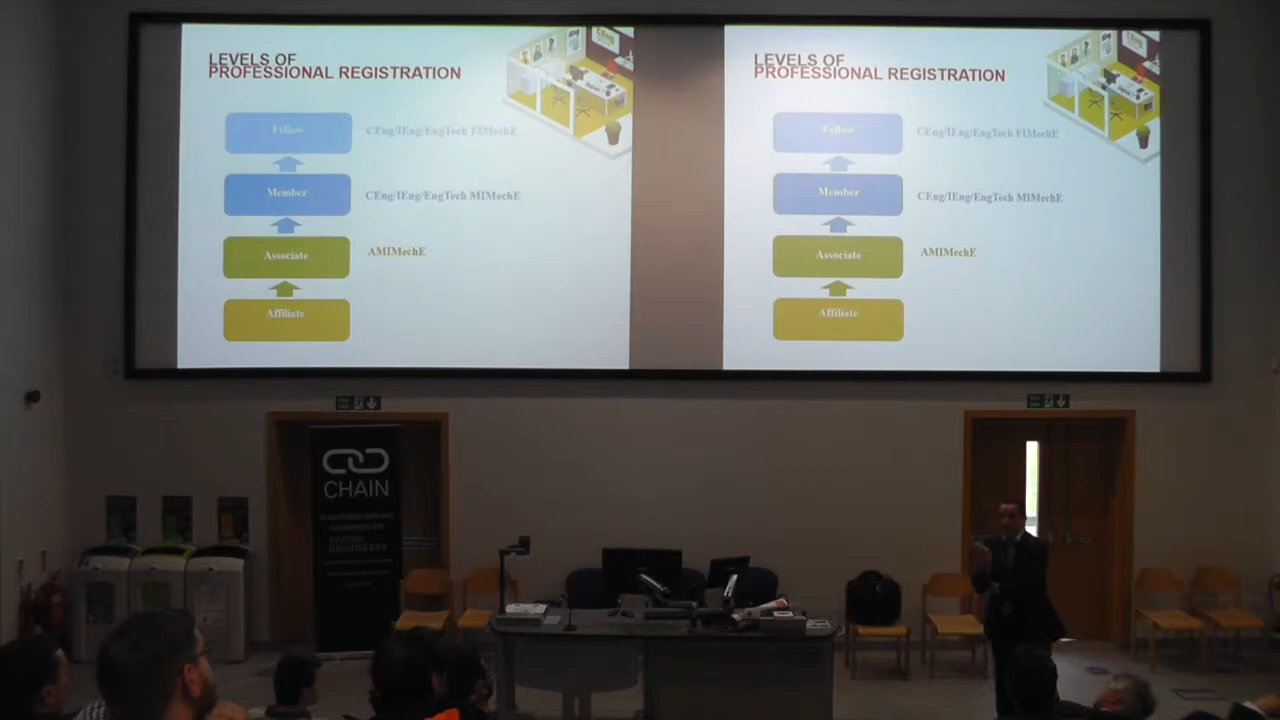 LEVELS OF
PROFESSIONAL REGISTRATION
Fellow CEng/IEng/EngTech FIMechE
Member CEng/IEng/EngTech MIMechE
Associate AMIMechE
Affiliate
LEVELS OF
PROFESSIONAL REGISTRATION
Fellow CEng/IEng/EngTech FIMechE
Member CEng/IEng/EngTech MIMechE
Associate AMIMechE
Affiliate
CHAIN